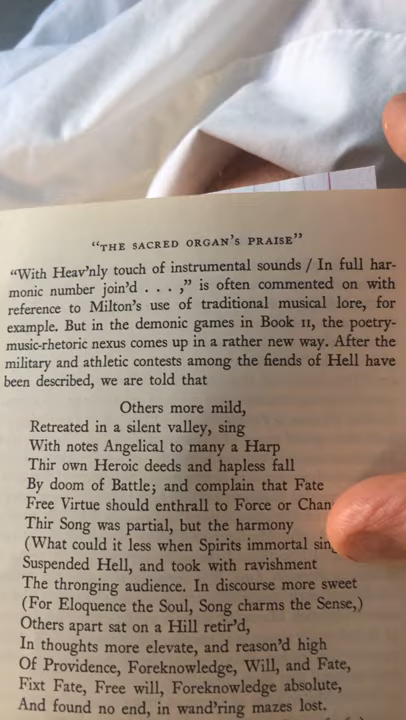 "THE SACRED ORGAN'S PRAISE"
"With Heav'nly touch of instrumental sounds / In full har-
monic number join'd . . . ," is often commented on with
reference to Milton's use of traditional musical lore, for
example. But in the demonic games in Book II, the poetry-
music-rhetoric nexus comes up in a rather new way. After the
military and athletic contests among the fiends of Hell have
been described, we are told that
Others more mild,
Retreated in a silent valley, sing
With notes Angelical to many a Harp
Thir own Heroic deeds and hapless fall
By doom of Battle; and complain that Fate
Free Virtue should enthrall to Force or
Thir Song was partial, but the harmony
(What could it less when Spirits immortal
Suspended Hell, and took with ravishment
The thronging audience. In discourse more sweet
(For Eloquence the Soul, Song charms the Sense,)
Others apart sat on a Hill retir'd,
In thoughts more elevate, and reason'd high
Of Providence, Foreknowledge, Will, and Fate,
Fixt Fate, Free will, Foreknowledge absolute,
And found no end, in wand'ring mazes lost.